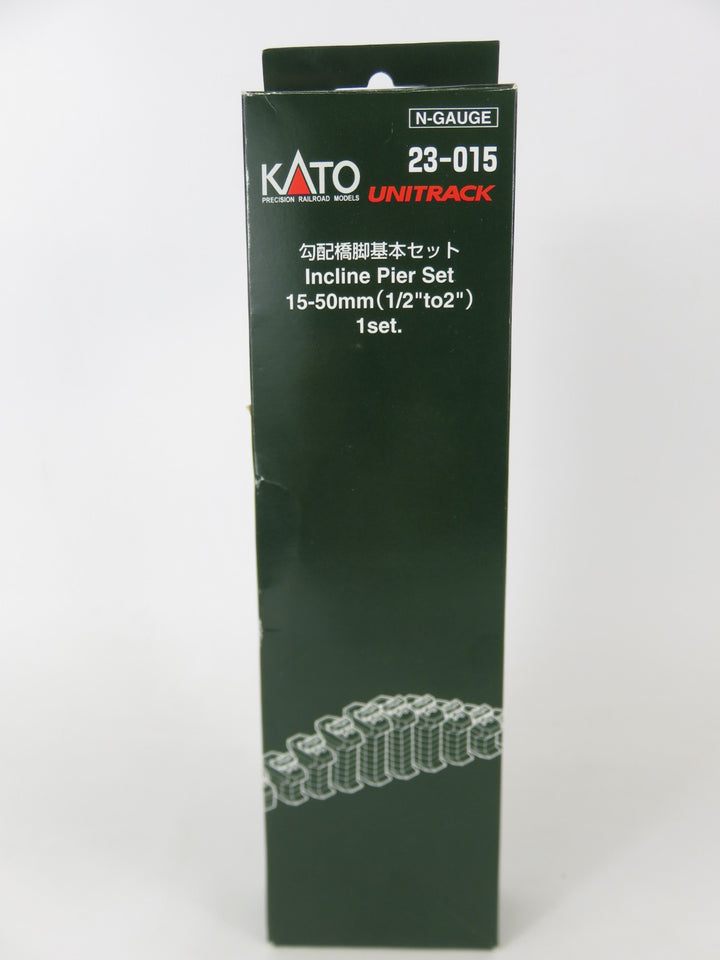 N-GAUGE
23-015
KATO
PRECISION RAILROAD MODELS
UNITRACK
勾配橋脚基本セット
Incline Pier Set
15-50mm(1/2"to2")
1set.